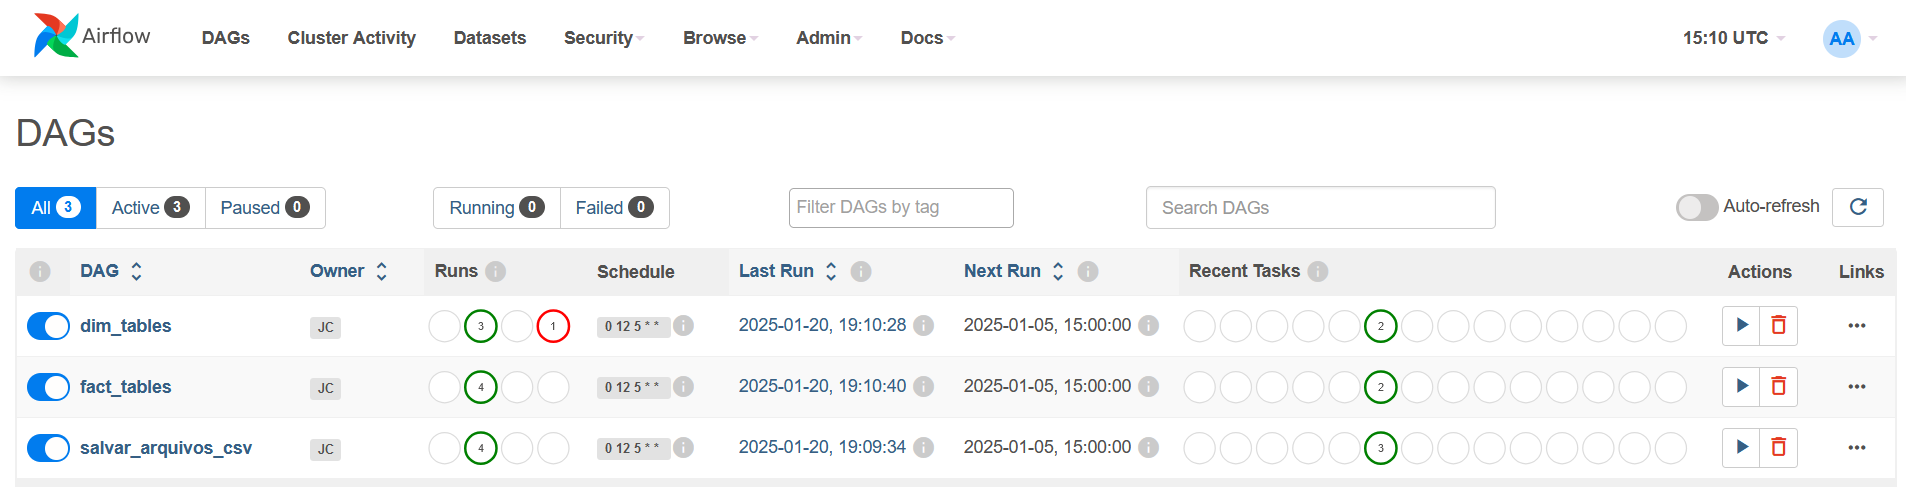 Airflow DAGs Cluster Activity Datasets Security Browse Admin Docs 15:10 UTC AA
DAGs
All 3 Active 3 Paused 0 Running 0 Failed 0 Filter DAGs by tag Search DAGs Auto-refresh
i DAG Owner Runs i Schedule Last Run i Next Run i Recent Tasks i Actions Links
dim_tables JC 3 1 0 12 5 * * i 2025-01-20, 19:10:28 i 2025-01-05, 15:00:00 i 2
fact_tables JC 4 0 12 5 * * i 2025-01-20, 19:10:40 i 2025-01-05, 15:00:00 i 2
salvar_arquivos_csv JC 4 0 12 5 * * i 2025-01-20, 19:09:34 i 2025-01-05, 15:00:00 i 3